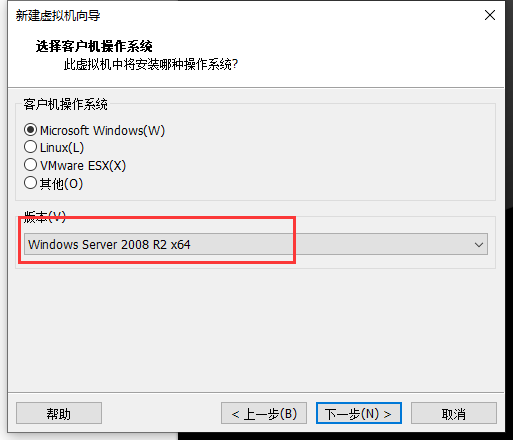 新建虚拟机向导
选择客户机操作系统
此虚拟机中将安装哪种操作系统?
客户机操作系统
Microsoft Windows(W)
Linux(L)
VMware ESX(X)
其他(O)
版本(V)
Windows Server 2008 R2 x64
帮助
< 上一步(B)
下一步(N) >
取消